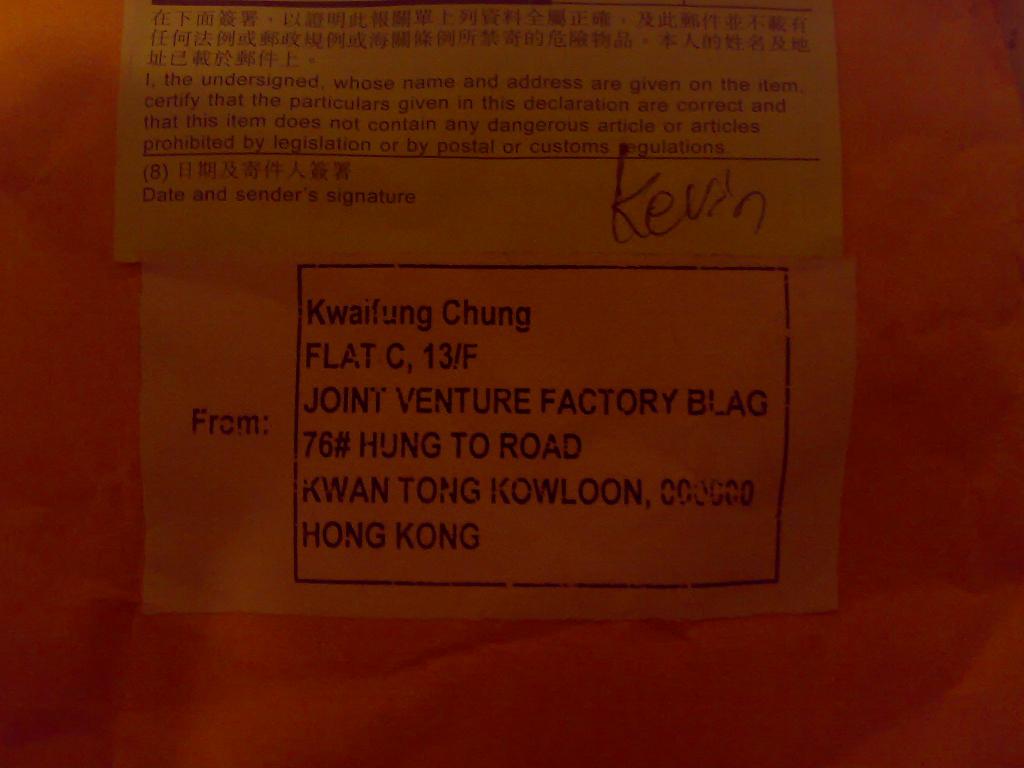 在下面簽署，以證明此報關單上列資料全屬正確，及此郵件並不載有
任何法例或郵政規例或海關條例所禁寄的危險物品。本人的姓名及地
址已載於郵件上。
I, the undersigned, whose name and address are given on the item,
certify that the particulars given in this declaration are correct and
that this item does not contain any dangerous article or articles
prohibited by legislation or by postal or customs regulations.
(8) 日期及寄件人簽署
Date and sender's signature
Kevin
From:
Kwaifung Chung
FLAT C, 13/F
JOINT VENTURE FACTORY BLAG
76# HUNG TO ROAD
KWAN TONG KOWLOON, 000000
HONG KONG